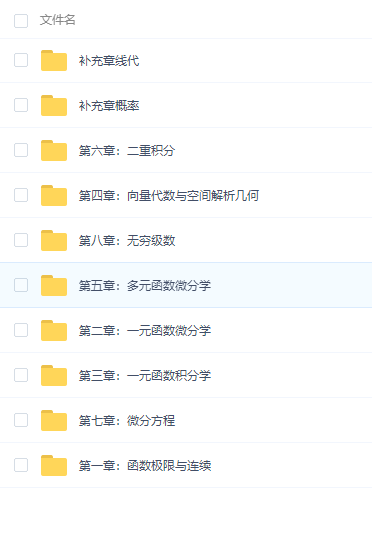 文件名
补充章线代
补充章概率
第六章：二重积分
第四章：向量代数与空间解析几何
第八章：无穷级数
第五章：多元函数微分学
第二章：一元函数微分学
第三章：一元函数积分学
第七章：微分方程
第一章：函数极限与连续